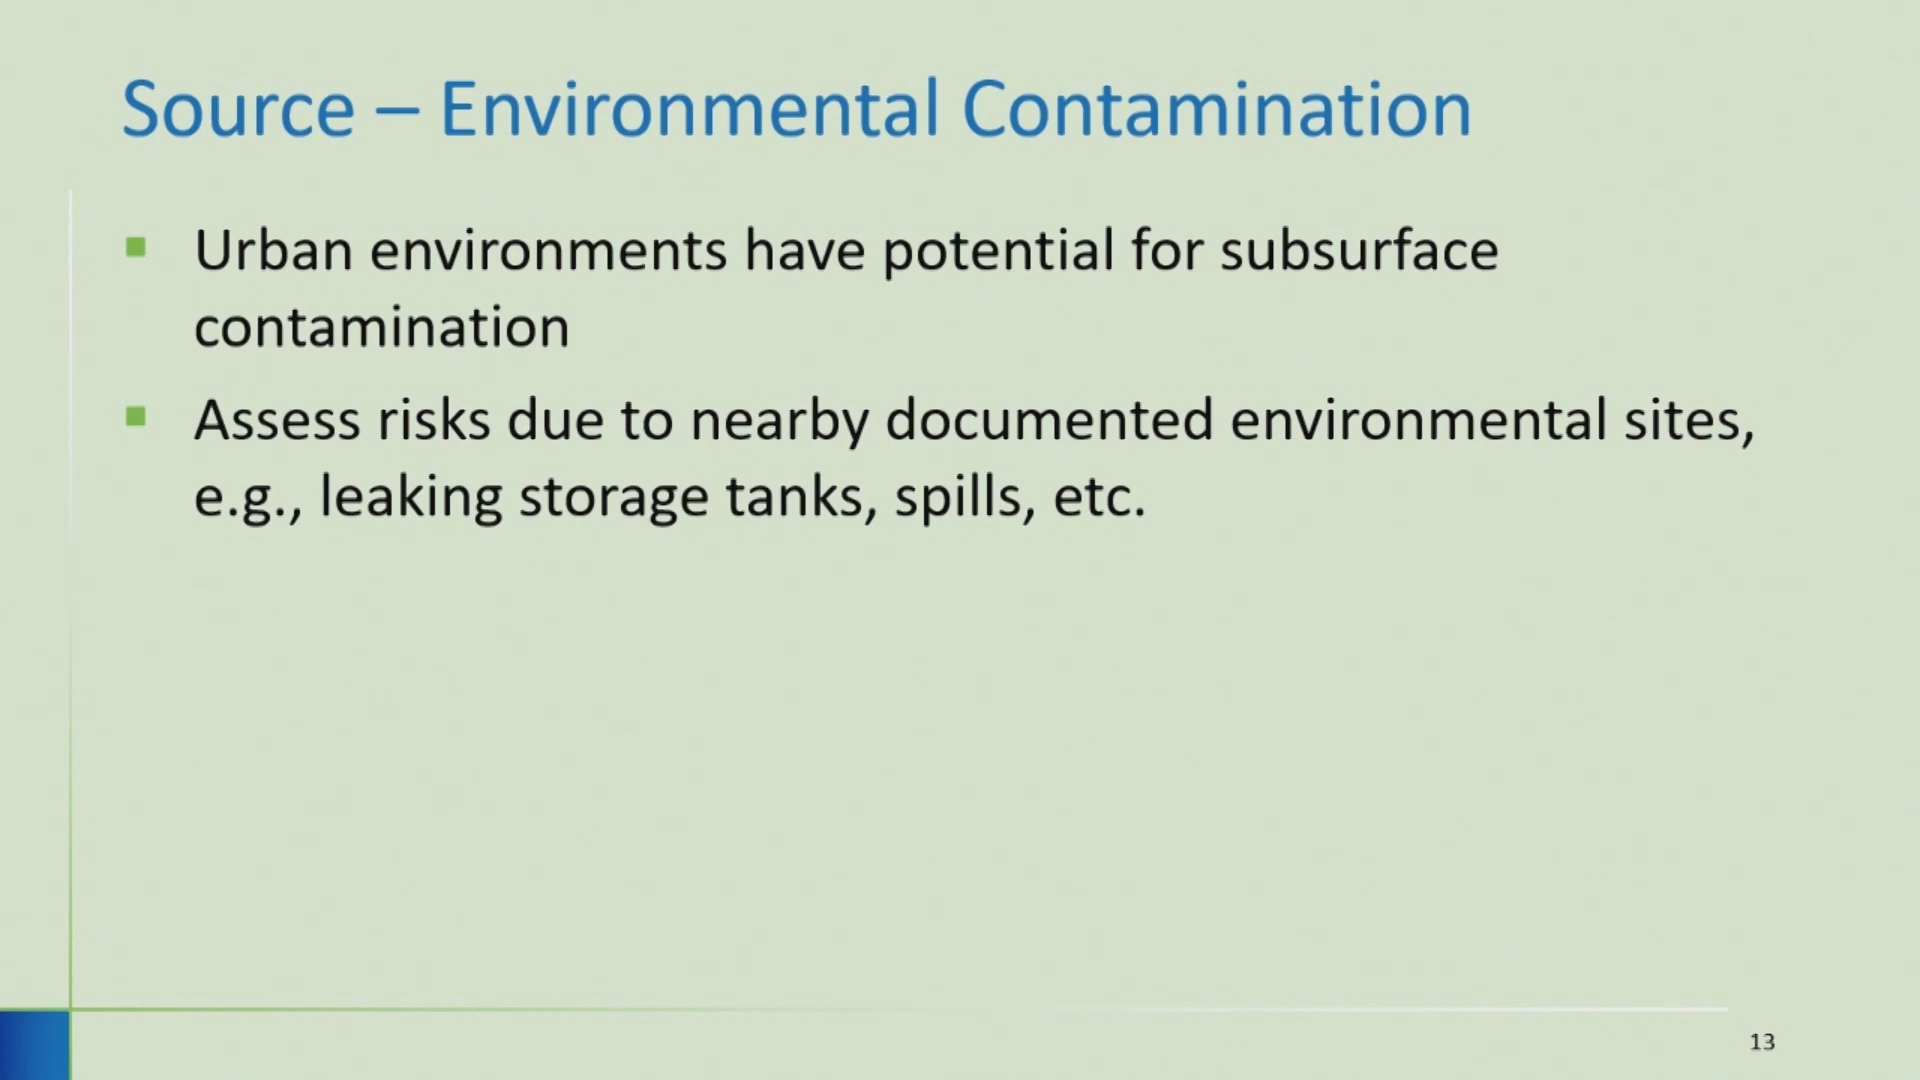 Source – Environmental Contamination
▪ Urban environments have potential for subsurface
contamination
▪ Assess risks due to nearby documented environmental sites,
e.g., leaking storage tanks, spills, etc.
13